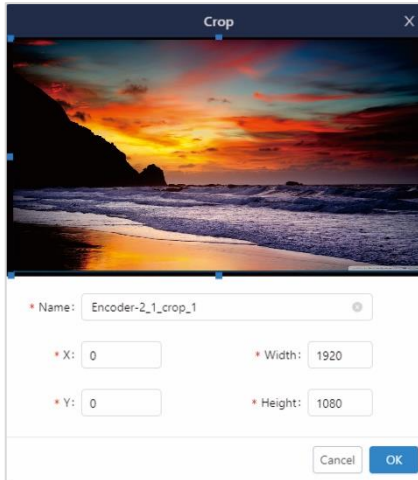 Crop X
* Name: Encoder-2_1_crop_1
* X: 0 * Width: 1920
* Y: 0 * Height: 1080
Cancel OK